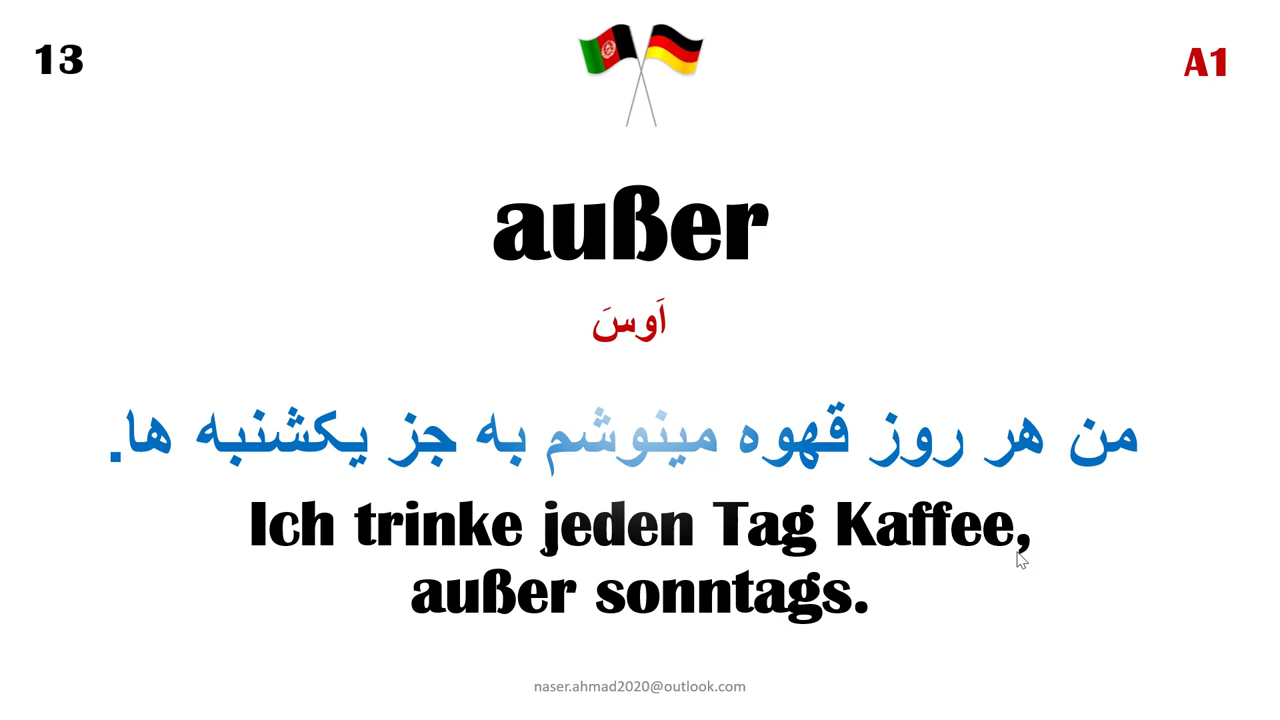 13
A1
außer
اَوسَ
من هر روز قهوه مینوشم به جز یکشنبه ها.
Ich trinke jeden Tag Kaffee,
außer sonntags.
naser.ahmad2020@outlook.com